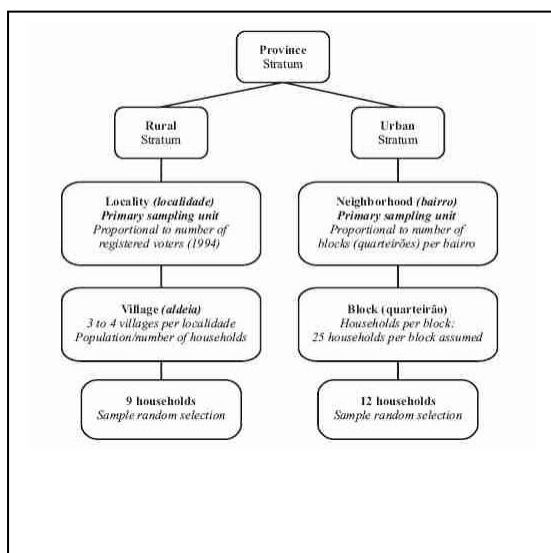 Province
Stratum
Rural
Stratum
Urban
Stratum
Locality (localidade)
Primary sampling unit
Proportional to number of
registered voters (1994)
Neighborhood (bairro)
Primary sampling unit
Proportional to number of
blocks (quarteirões) per bairro
Village (aldeia)
3 to 4 villages per localidade
Population/number of households
Block (quarteirão)
Households per block:
25 households per block assumed
9 households
Sample random selection
12 households
Sample random selection